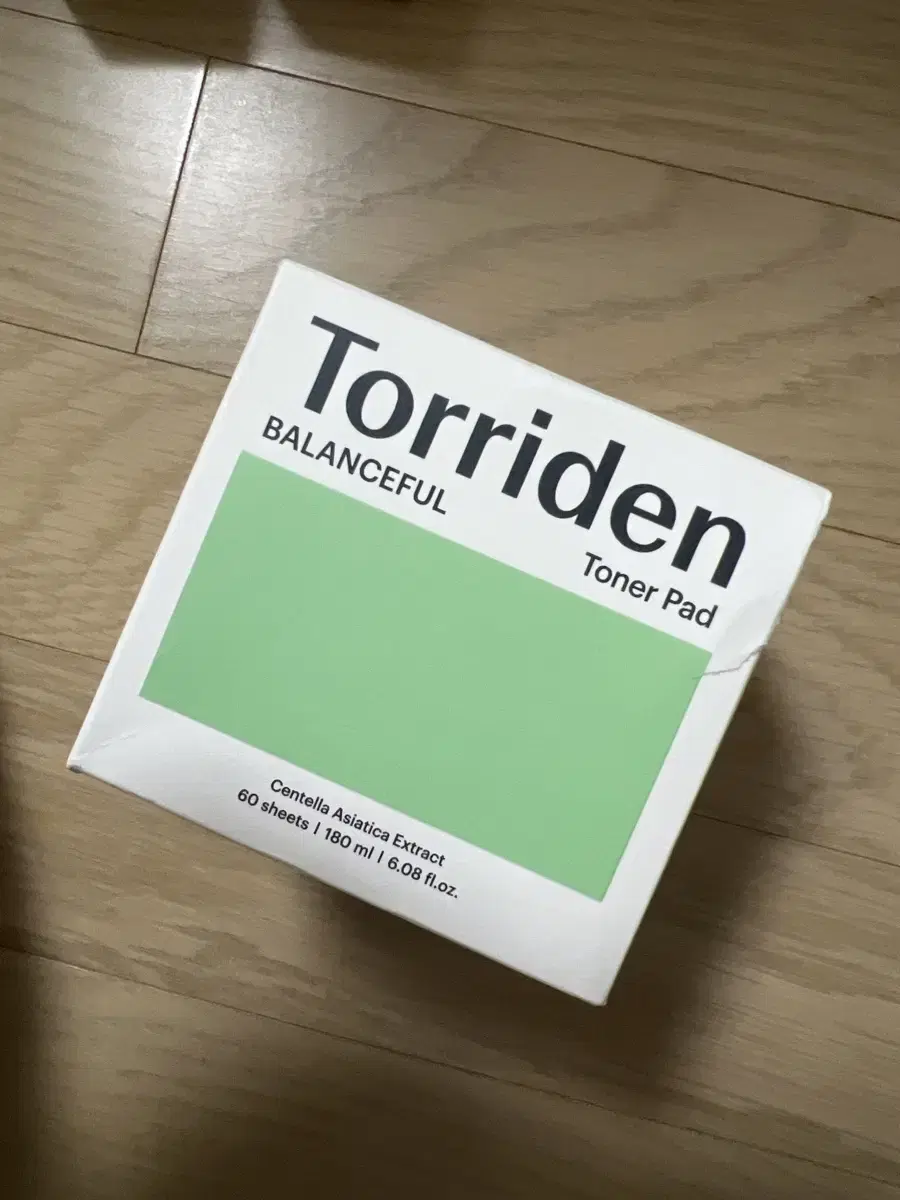 Torriden
BALANCEFUL
Toner Pad
Centella Asiatica Extract
60 sheets | 180 ml | 6.08 fl.oz.